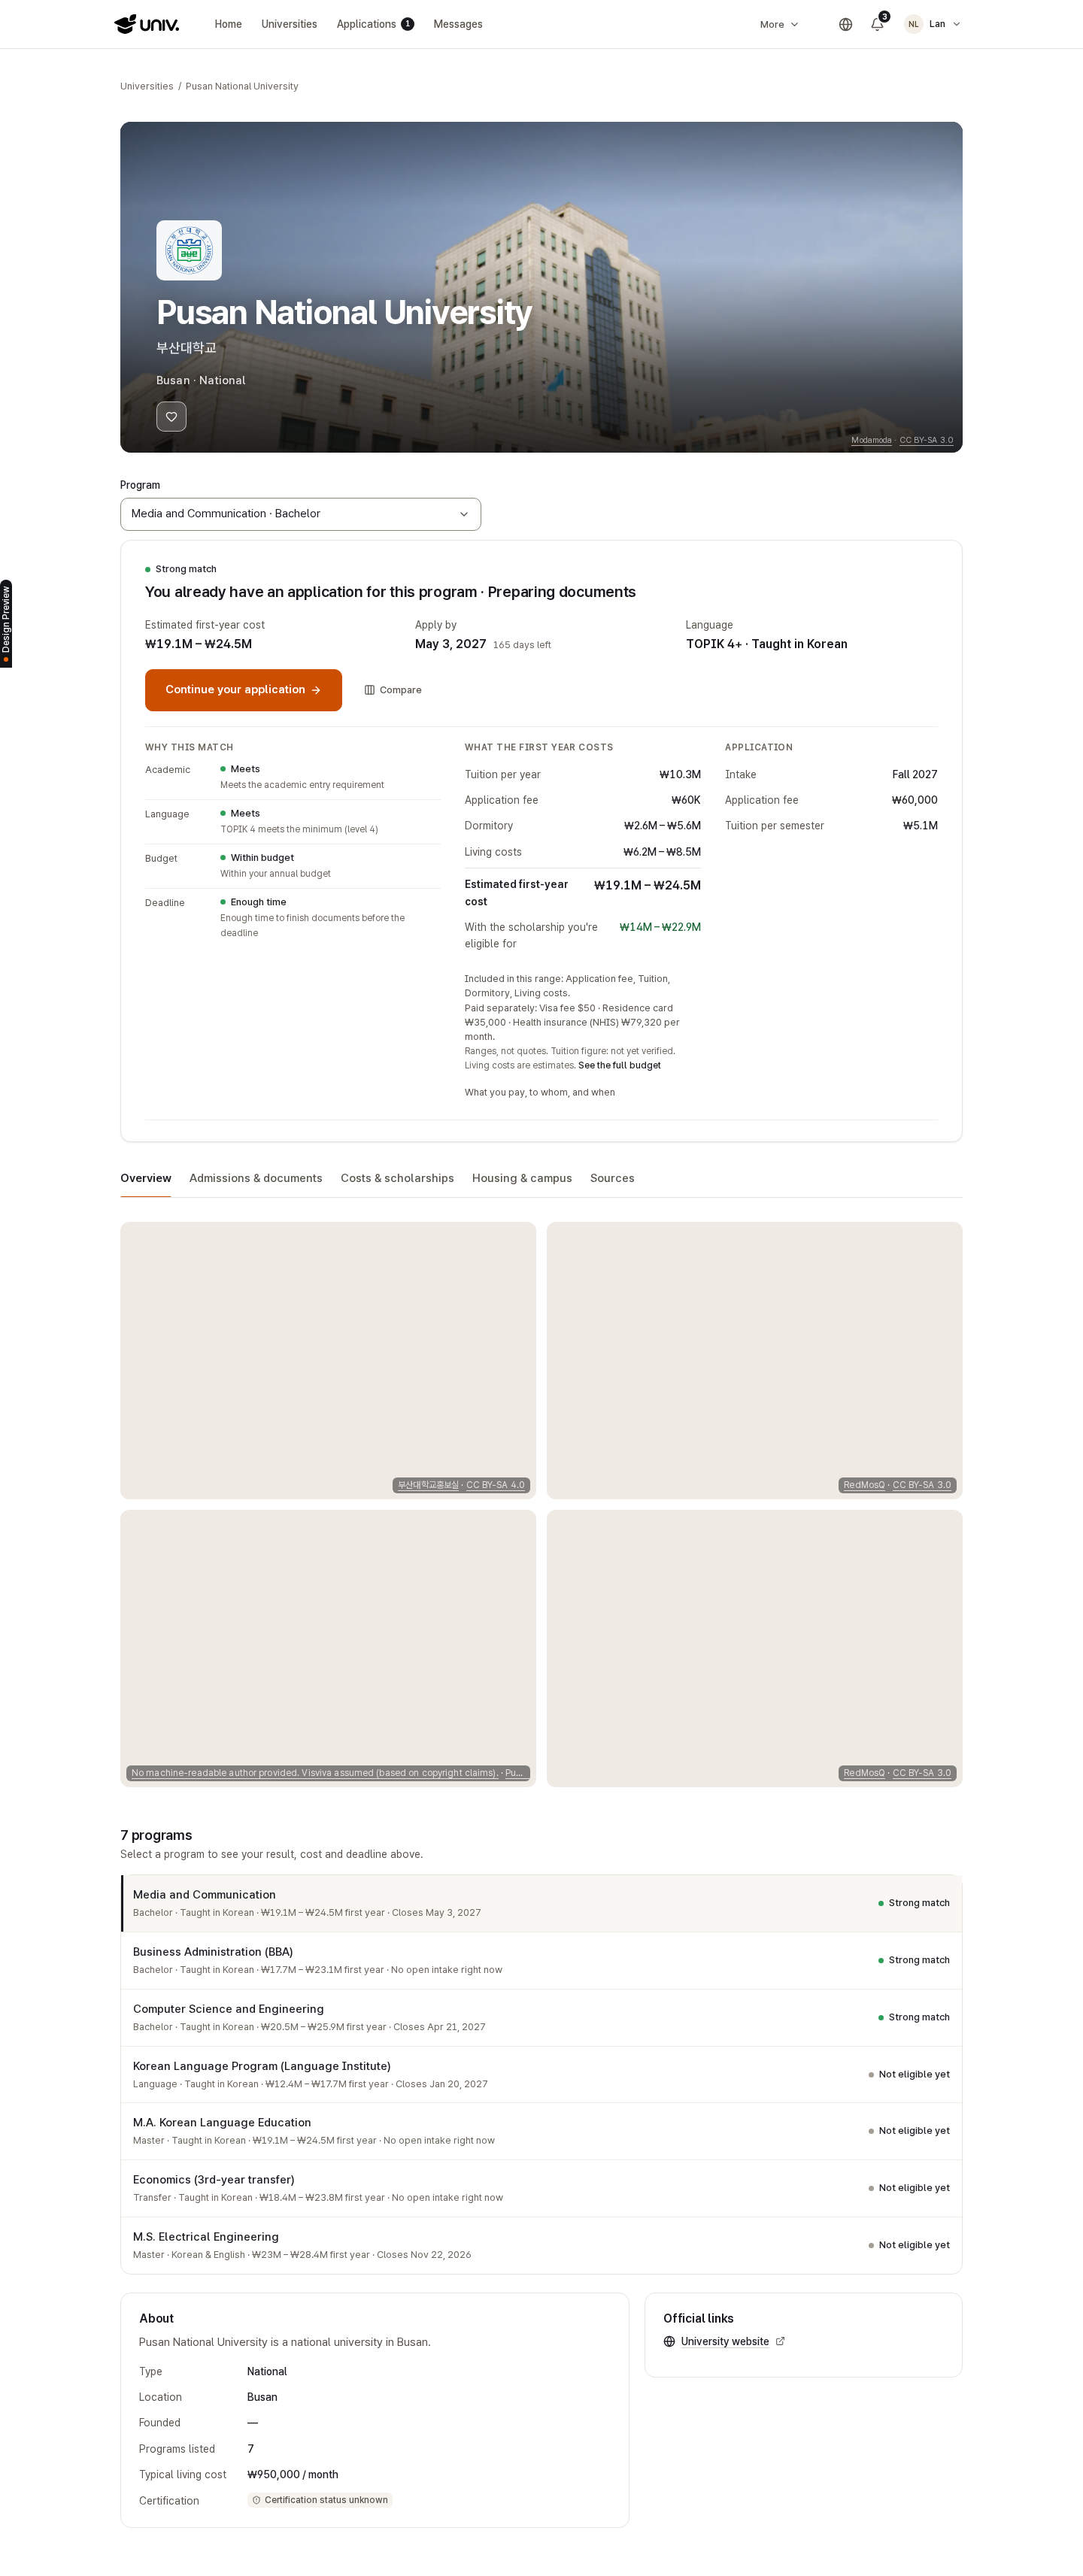 UNIV.
Home
Universities
Applications 1
Messages
More
3
NL
Lan
Universities / Pusan National University
부산대학교
PUSAN NATIONAL UNIVERSITY
Pusan National University
부산대학교
Busan · National
Modamoda · CC BY-SA 3.0
Program
Media and Communication · Bachelor
Design Preview
Strong match
You already have an application for this program · Preparing documents
Estimated first-year cost
₩19.1M – ₩24.5M
Apply by
May 3, 2027 165 days left
Language
TOPIK 4+ · Taught in Korean
Continue your application →
Compare
WHY THIS MATCH
Academic
Meets
Meets the academic entry requirement
Language
Meets
TOPIK 4 meets the minimum (level 4)
Budget
Within budget
Within your annual budget
Deadline
Enough time
Enough time to finish documents before the
deadline
WHAT THE FIRST YEAR COSTS
Tuition per year ₩10.3M
Application fee ₩60K
Dormitory ₩2.6M – ₩5.6M
Living costs ₩6.2M – ₩8.5M
Estimated first-year ₩19.1M – ₩24.5M
cost
With the scholarship you're ₩14M – ₩22.9M
eligible for
Included in this range: Application fee, Tuition,
Dormitory, Living costs.
Paid separately: Visa fee $50 · Residence card
₩35,000 · Health insurance (NHIS) ₩79,320 per
month.
Ranges, not quotes. Tuition figure: not yet verified.
Living costs are estimates. See the full budget
What you pay, to whom, and when
APPLICATION
Intake Fall 2027
Application fee ₩60,000
Tuition per semester ₩5.1M
Overview
Admissions & documents
Costs & scholarships
Housing & campus
Sources
부산대학교홍보실 · CC BY-SA 4.0
RedMosQ · CC BY-SA 3.0
No machine-readable author provided. Visviva assumed (based on copyright claims). · Pu...
RedMosQ · CC BY-SA 3.0
7 programs
Select a program to see your result, cost and deadline above.
Media and Communication
Bachelor · Taught in Korean · ₩19.1M – ₩24.5M first year · Closes May 3, 2027
Strong match
Business Administration (BBA)
Bachelor · Taught in Korean · ₩17.7M – ₩23.1M first year · No open intake right now
Strong match
Computer Science and Engineering
Bachelor · Taught in Korean · ₩20.5M – ₩25.9M first year · Closes Apr 21, 2027
Strong match
Korean Language Program (Language Institute)
Language · Taught in Korean · ₩12.4M – ₩17.7M first year · Closes Jan 20, 2027
Not eligible yet
M.A. Korean Language Education
Master · Taught in Korean · ₩19.1M – ₩24.5M first year · No open intake right now
Not eligible yet
Economics (3rd-year transfer)
Transfer · Taught in Korean · ₩18.4M – ₩23.8M first year · No open intake right now
Not eligible yet
M.S. Electrical Engineering
Master · Korean & English · ₩23M – ₩28.4M first year · Closes Nov 22, 2026
Not eligible yet
About
Pusan National University is a national university in Busan.
Type National
Location Busan
Founded —
Programs listed 7
Typical living cost ₩950,000 / month
Certification Certification status unknown
Official links
University website